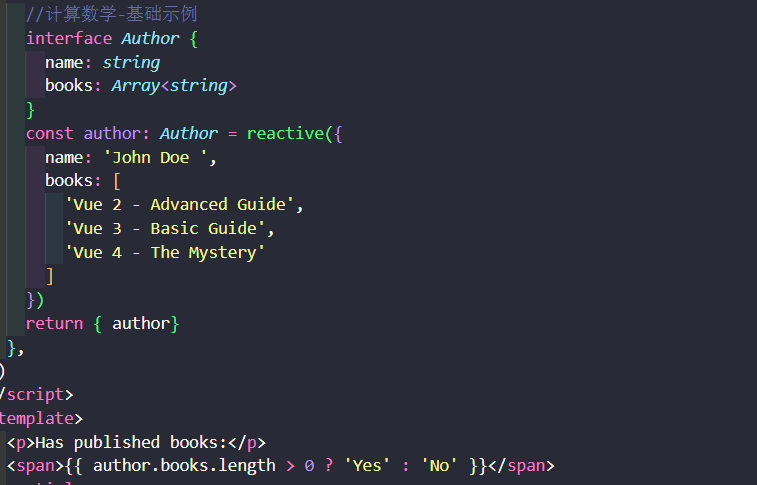 //计算数学-基础示例
interface Author {
name: string
books: Array<string>
}
const author: Author = reactive({
name: 'John Doe ',
books: [
'Vue 2 - Advanced Guide',
'Vue 3 - Basic Guide',
'Vue 4 - The Mystery'
]
})
return { author}
},
)
/script>
template>
<p>Has published books:</p>
<span>{{ author.books.length > 0 ? 'Yes' : 'No' }}</span>